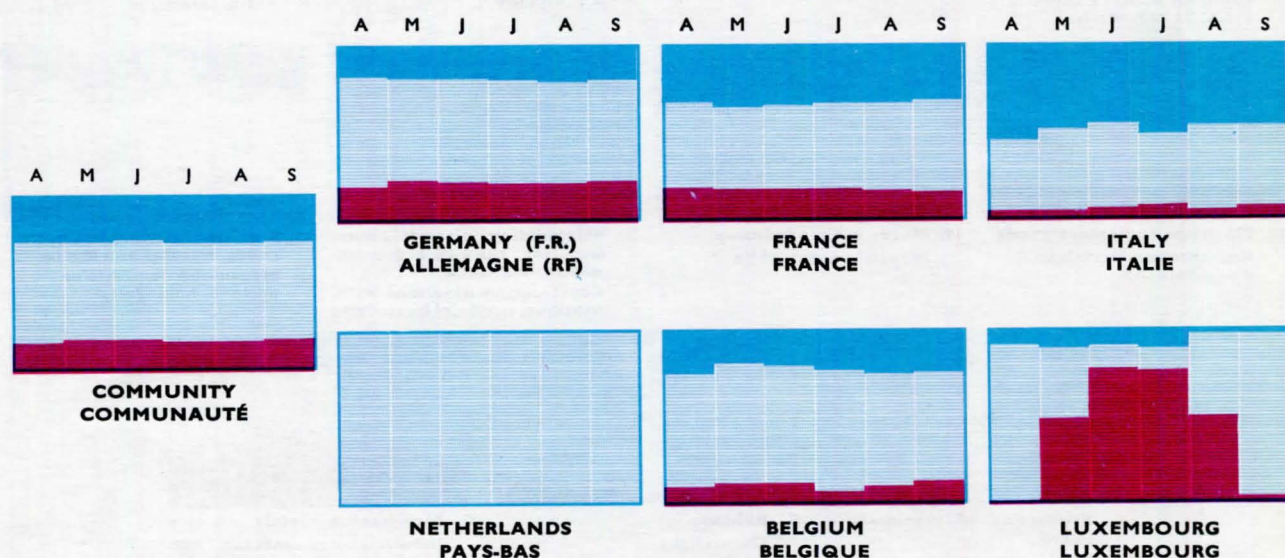 A M J J A S
A M J J A S
A M J J A S
GERMANY (F.R.)
ALLEMAGNE (RF)
FRANCE
FRANCE
ITALY
ITALIE
A M J J A S
COMMUNITY
COMMUNAUTÉ
NETHERLANDS
PAYS-BAS
BELGIUM
BELGIQUE
LUXEMBOURG
LUXEMBOURG